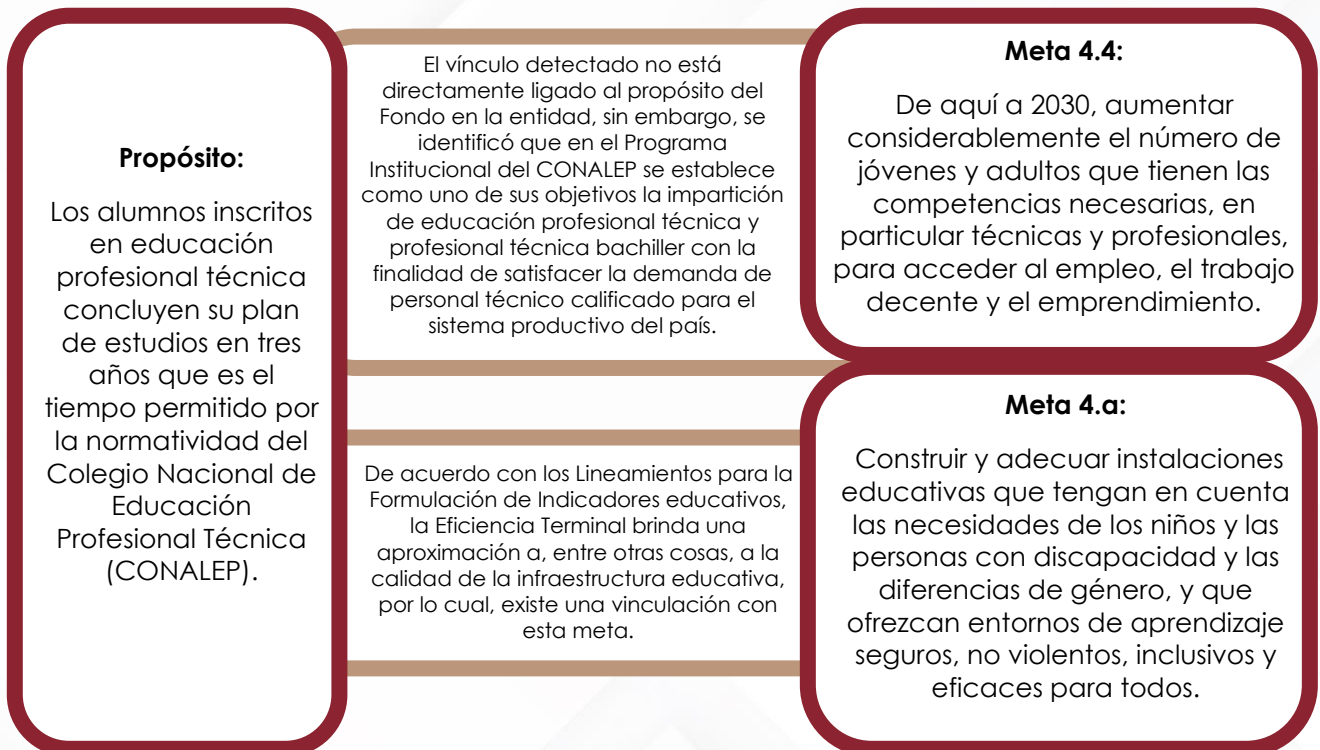 Propósito:
Los alumnos inscritos
en educación
profesional técnica
concluyen su plan
de estudios en tres
años que es el
tiempo permitido por
la normatividad del
Colegio Nacional de
Educación
Profesional Técnica
(CONALEP).
El vínculo detectado no está
directamente ligado al propósito del
Fondo en la entidad, sin embargo, se
identificó que en el Programa
Institucional del CONALEP se establece
como uno de sus objetivos la impartición
de educación profesional técnica y
profesional técnica bachiller con la
finalidad de satisfacer la demanda de
personal técnico calificado para el
sistema productivo del país.
Meta 4.4:
De aquí a 2030, aumentar
considerablemente el número de
jóvenes y adultos que tienen las
competencias necesarias, en
particular técnicas y profesionales,
para acceder al empleo, el trabajo
decente y el emprendimiento.
De acuerdo con los Lineamientos para la
Formulación de Indicadores educativos,
la Eficiencia Terminal brinda una
aproximación a, entre otras cosas, a la
calidad de la infraestructura educativa,
por lo cual, existe una vinculación con
esta meta.
Meta 4.a:
Construir y adecuar instalaciones
educativas que tengan en cuenta
las necesidades de los niños y las
personas con discapacidad y las
diferencias de género, y que
ofrezcan entornos de aprendizaje
seguros, no violentos, inclusivos y
eficaces para todos.